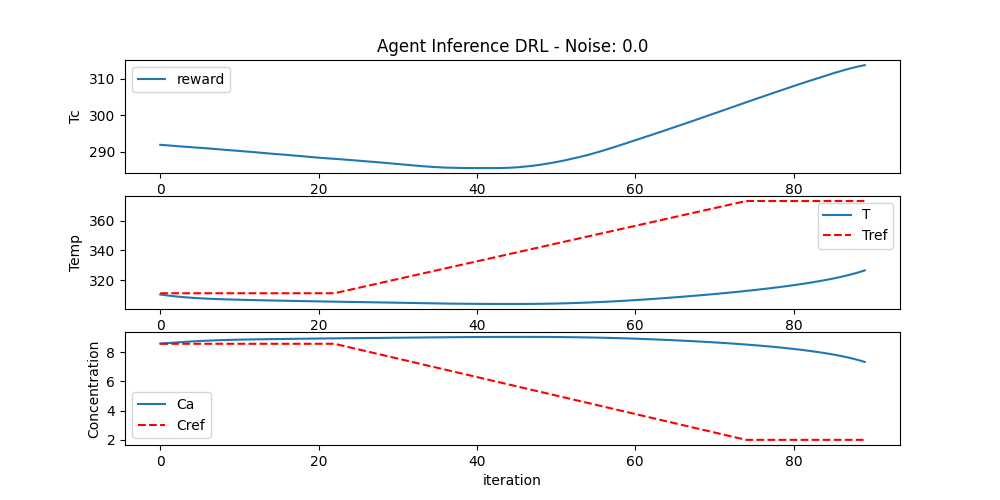 Agent Inference DRL - Noise: 0.0
Tc
310
300
290
reward
0 20 40 60 80
Temp
360
340
320
T
Tref
0 20 40 60 80
Concentration
8
6
4
2
Ca
Cref
0 20 40 60 80
iteration